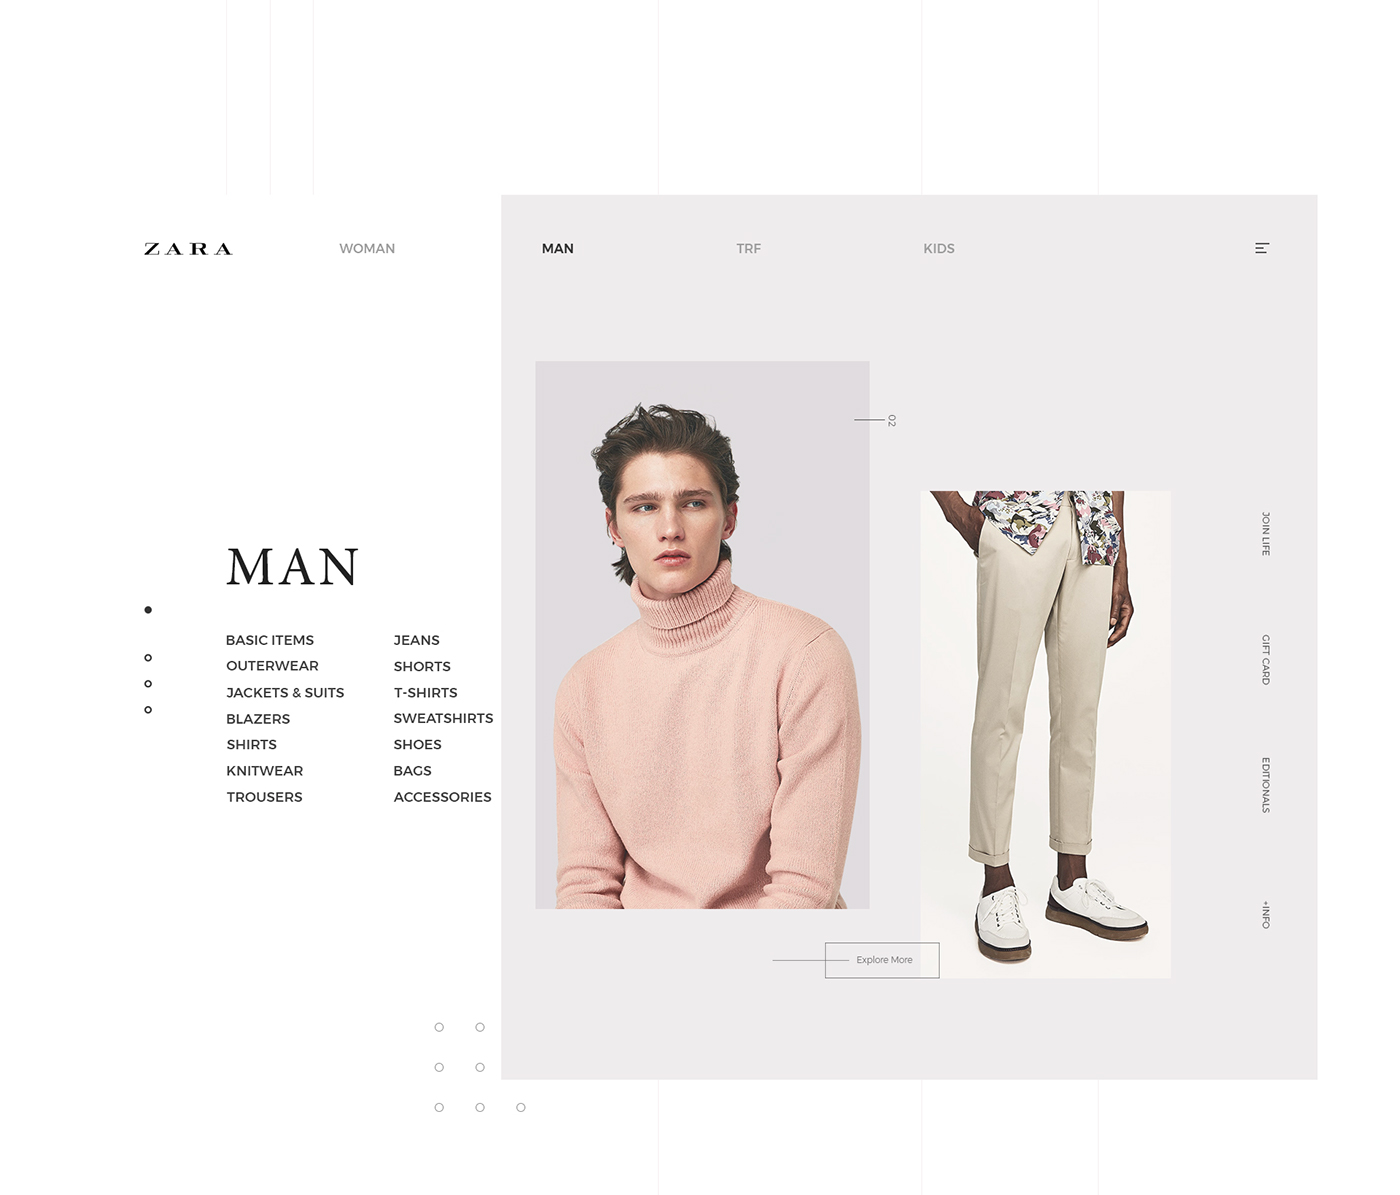 ZARA
WOMAN
MAN
TRF
KIDS
02
MAN
BASIC ITEMS
OUTERWEAR
JACKETS & SUITS
BLAZERS
SHIRTS
KNITWEAR
TROUSERS
JEANS
SHORTS
T-SHIRTS
SWEATSHIRTS
SHOES
BAGS
ACCESSORIES
JOIN LIFE
GIFT CARD
EDITIONALS
+INFO
Explore More